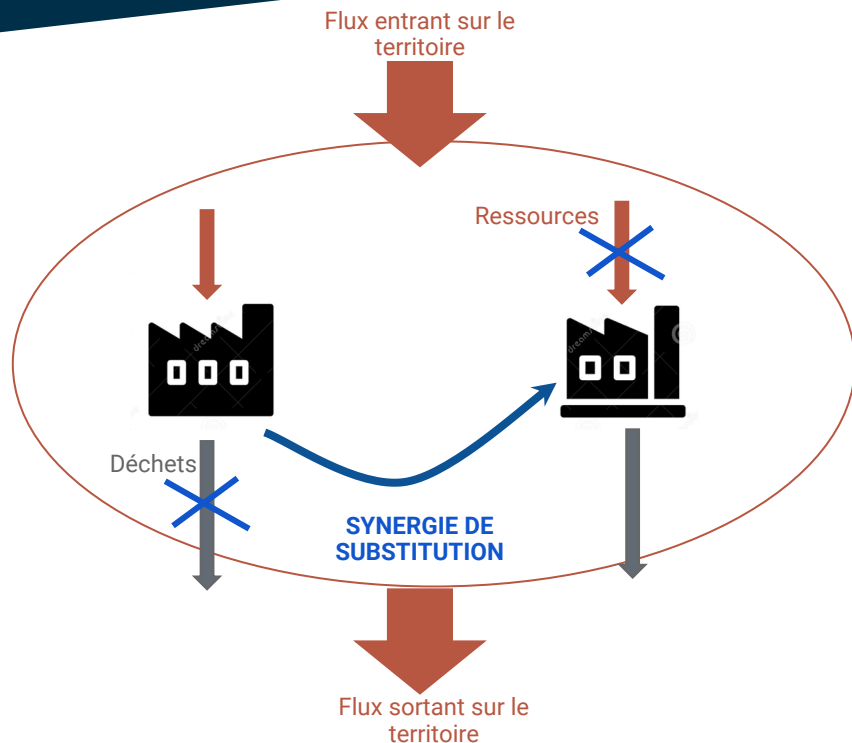 Flux entrant sur le
territoire
Ressources
Déchets
SYNERGIE DE
SUBSTITUTION
Flux sortant sur le
territoire